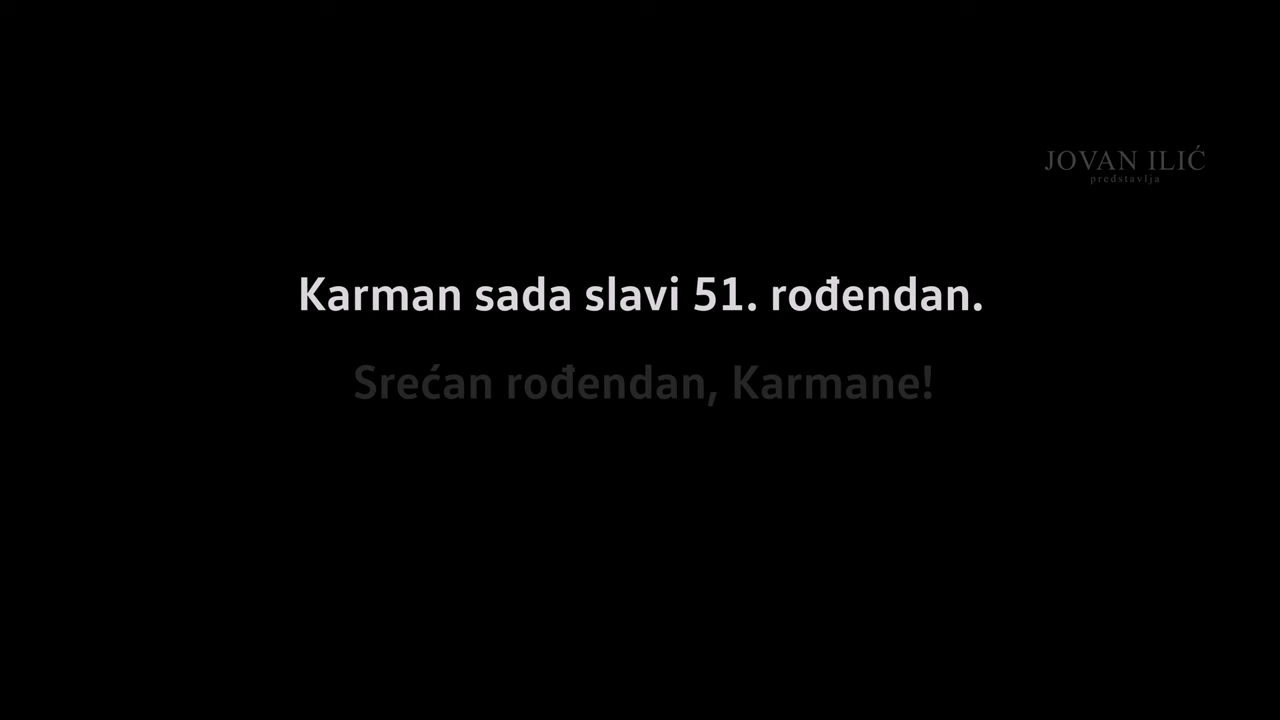 JOVAN ILIĆ
predstavlja
Karman sada slavi 51. rođendan.
Srećan rođendan, Karmane!